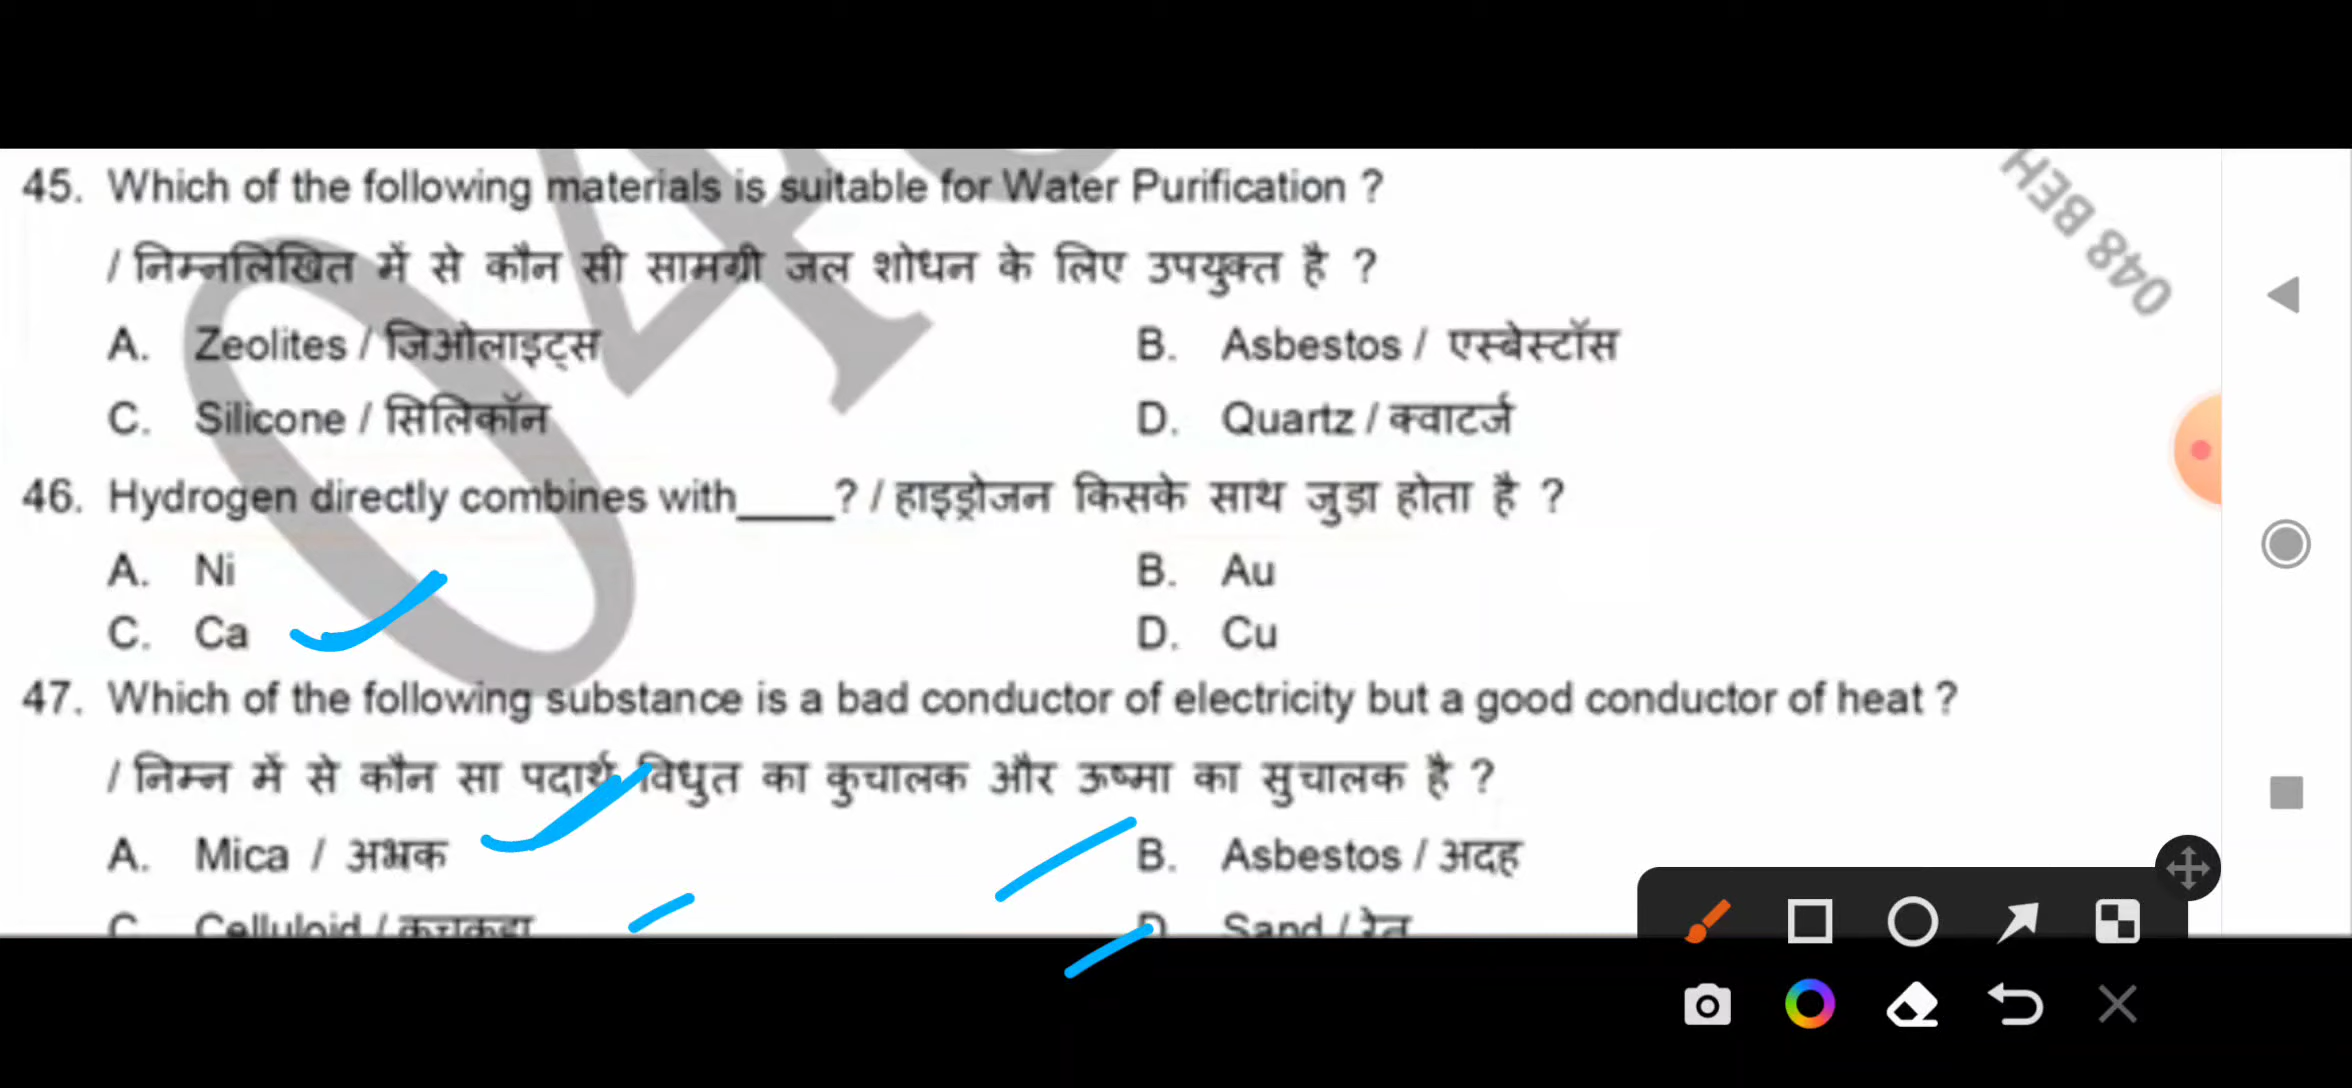 45. Which of the following materials is suitable for Water Purification ?
/ निम्नलिखित में से कौन सी सामग्री जल शोधन के लिए उपयुक्त है ?
A. Zeolites / जिओलाइट्स B. Asbestos / एस्बेस्टॉस
C. Silicone / सिलिकॉन D. Quartz / क्वाटर्ज
46. Hydrogen directly combines with____? / हाइड्रोजन किसके साथ जुड़ा होता है ?
A. Ni B. Au
C. Ca D. Cu
47. Which of the following substance is a bad conductor of electricity but a good conductor of heat ?
/ निम्न में से कौन सा पदार्थ विधुत का कुचालक और ऊष्मा का सुचालक है ?
A. Mica / अभ्रक B. Asbestos / अदह
C. Celluloid / कचकड़ा D. Sand / रेत
048 BEH